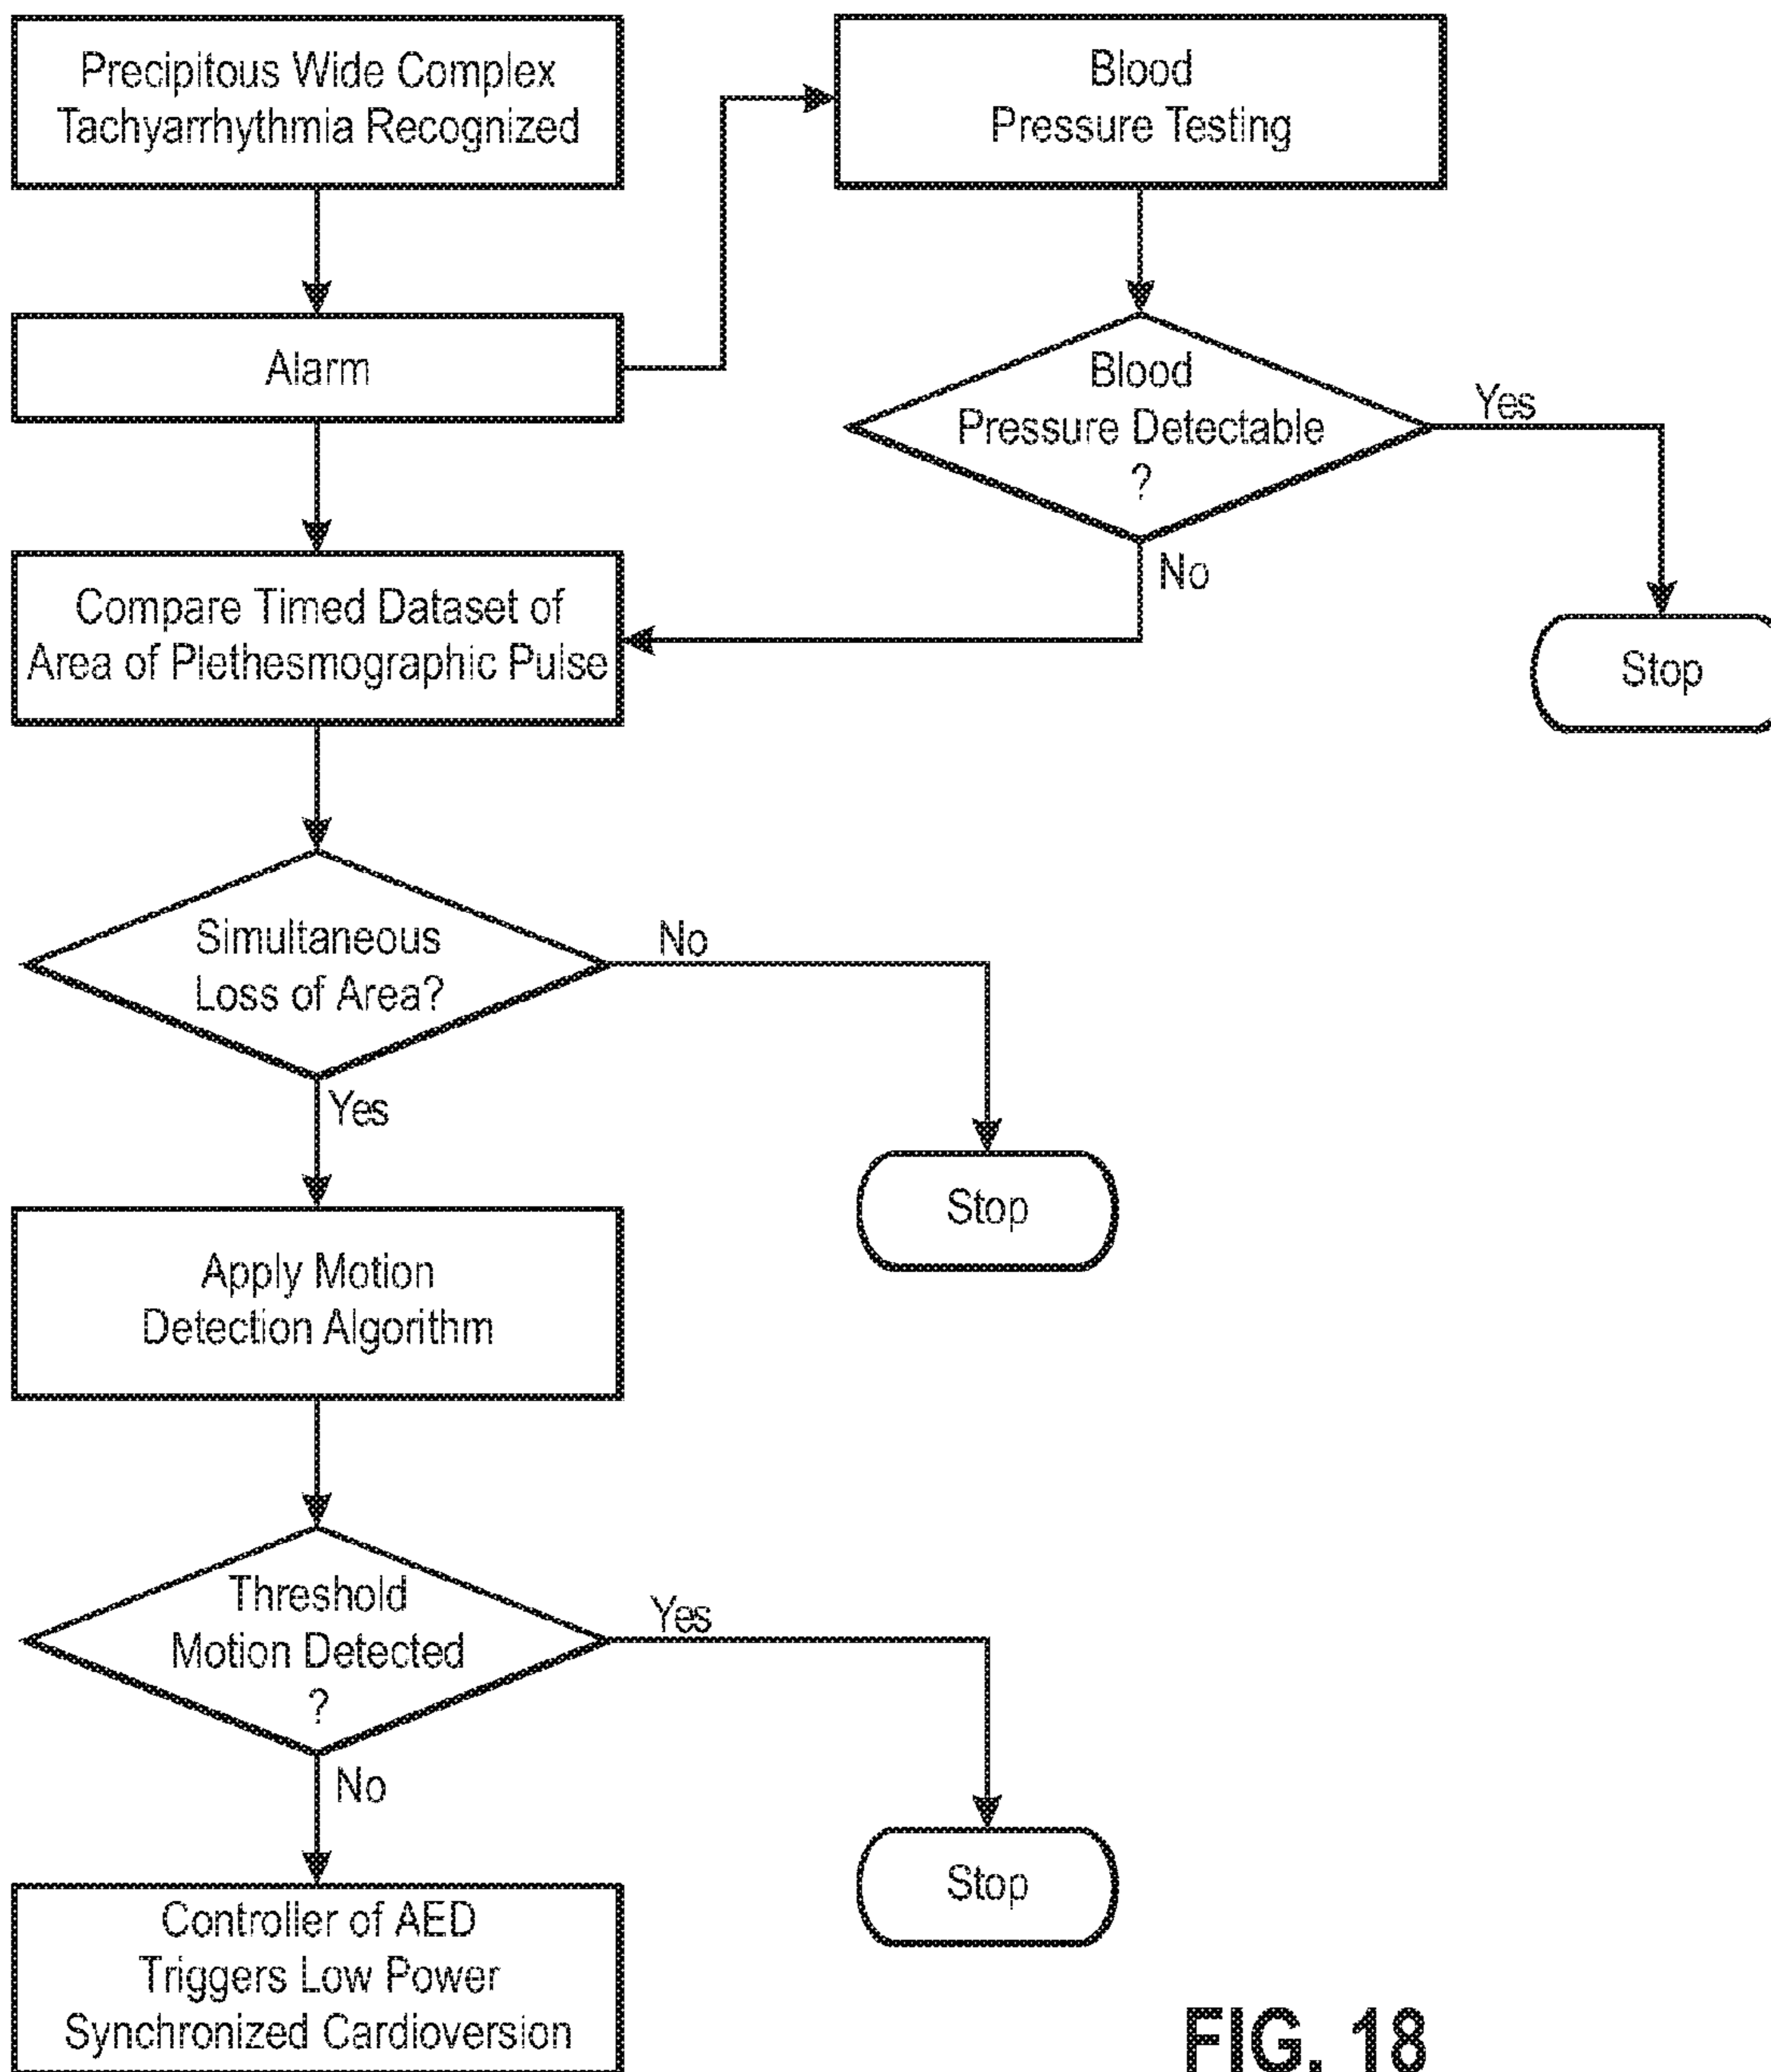 Precipitous Wide Complex
Tachyarrhythmia Recognized
Blood
Pressure Testing
Alarm
Blood
Pressure Detectable
?
Yes
No
Compare Timed Dataset of
Area of Plethesmographic Pulse
Stop
Simultaneous
Loss of Area?
No
Yes
Stop
Apply Motion
Detection Algorithm
Threshold
Motion Detected
?
Yes
No
Stop
Controller of AED
Triggers Low Power
Synchronized Cardioversion
FIG. 18